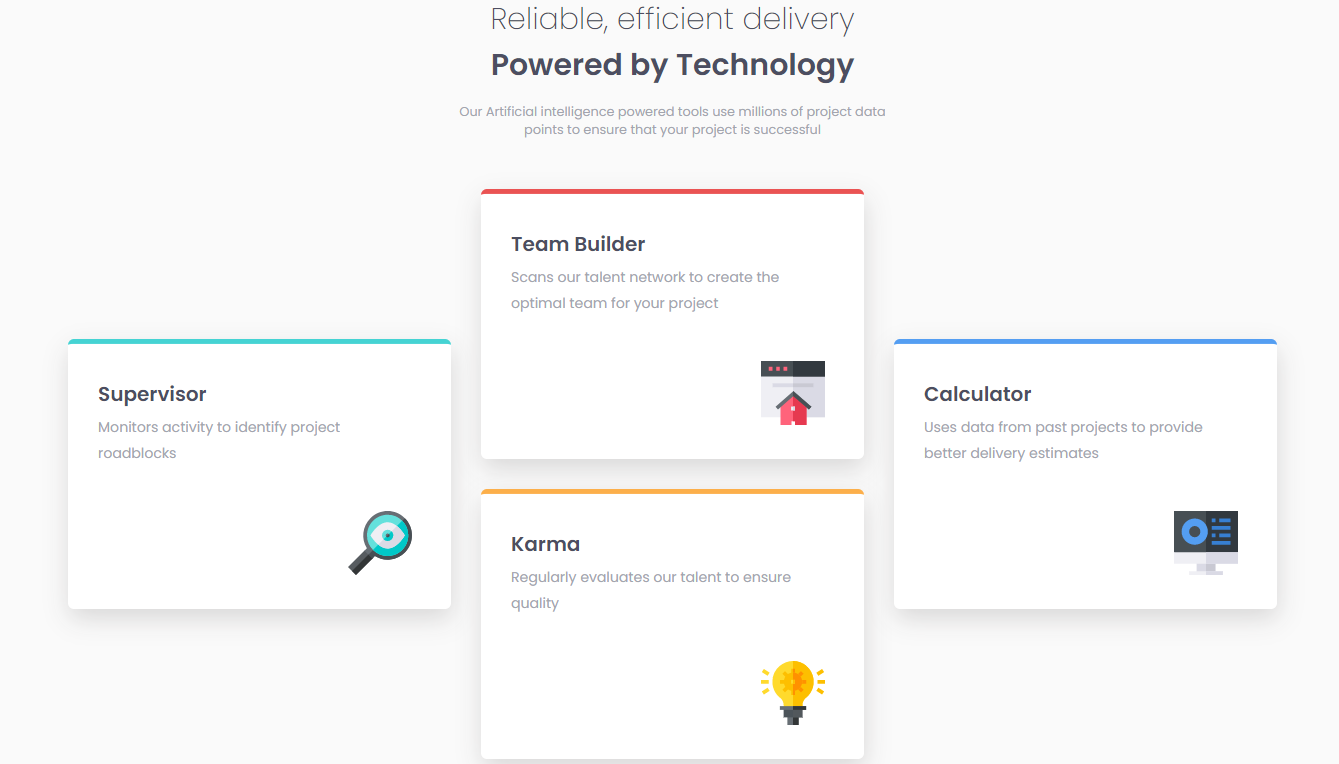 Reliable, efficient delivery
Powered by Technology
Our Artificial intelligence powered tools use millions of project data
points to ensure that your project is successful
Team Builder
Scans our talent network to create the
optimal team for your project
Supervisor
Monitors activity to identify project
roadblocks
Calculator
Uses data from past projects to provide
better delivery estimates
Karma
Regularly evaluates our talent to ensure
quality